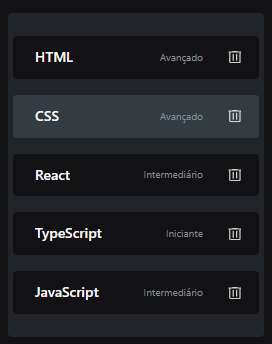 HTML Avançado
CSS Avançado
React Intermediário
TypeScript Iniciante
JavaScript Intermediário